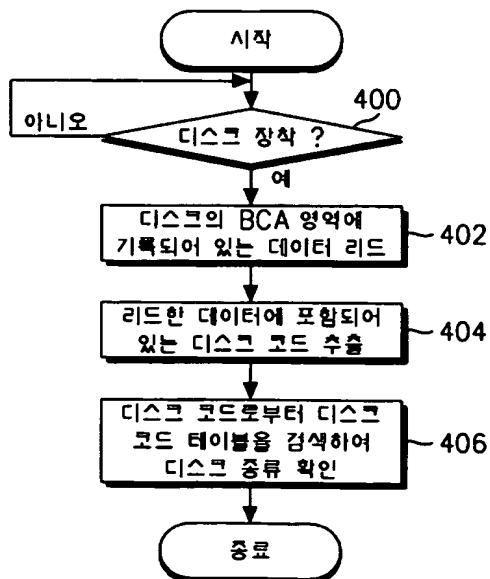 시작
400
아니오
디스크 장착 ?
예
디스크의 BCA 영역에
기록되어 있는 데이터 리드
402
리드한 데이터에 포함되어
있는 디스크 코드 추출
404
디스크 코드로부터 디스크
코드 테이블을 검색하여
디스크 종류 확인
406
종료